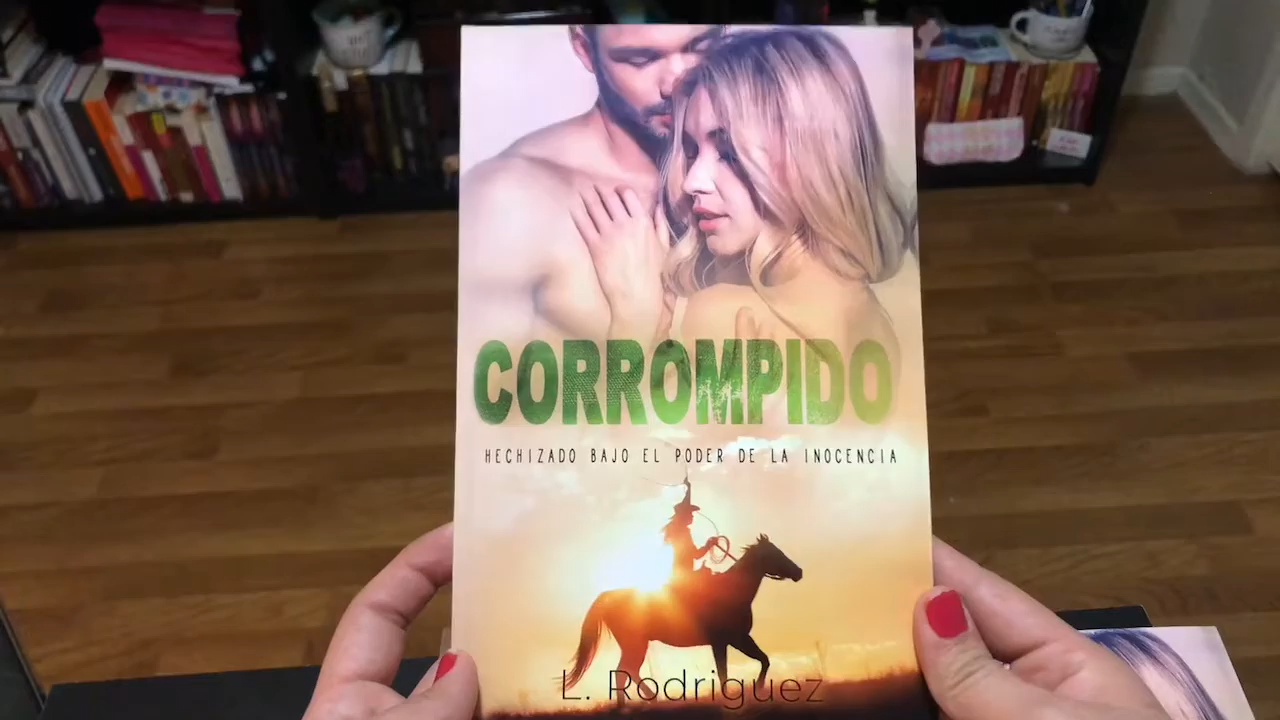 CORROMPIDO
HECHIZADO BAJO EL PODER DE LA INOCENCIA
L. Rodriguez